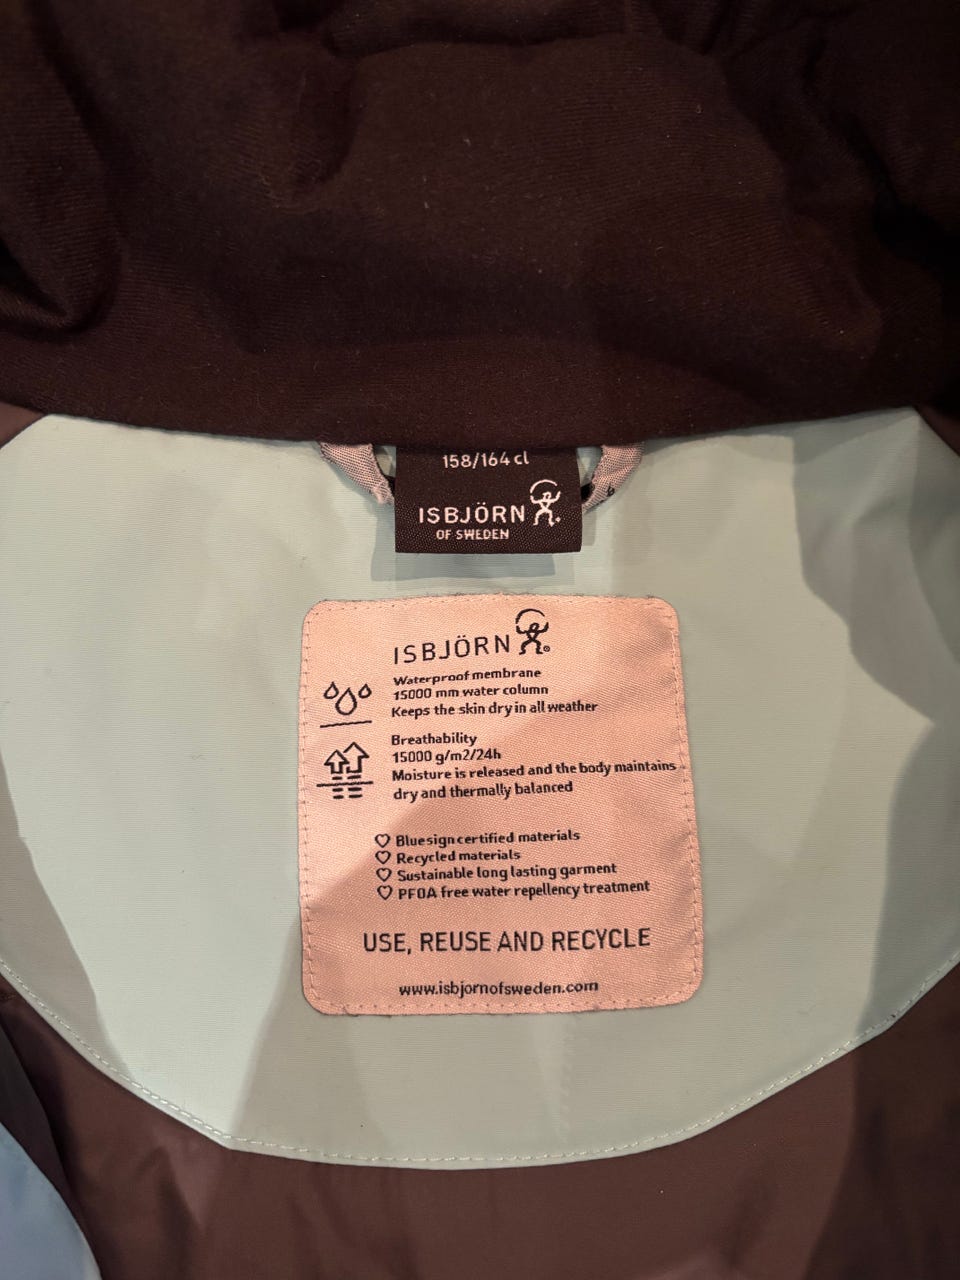 158/164 cl
ISBJÖRN
OF SWEDEN
ISBJÖRN
Waterproof membrane
15000 mm water column
Keeps the skin dry in all weather
Breathability
15000 g/m2/24h
Moisture is released and the body maintains
dry and thermally balanced
Bluesign certified materials
Recycled materials
Sustainable long lasting garment
PFOA free water repellency treatment
USE, REUSE AND RECYCLE
www.isbjornofsweden.com